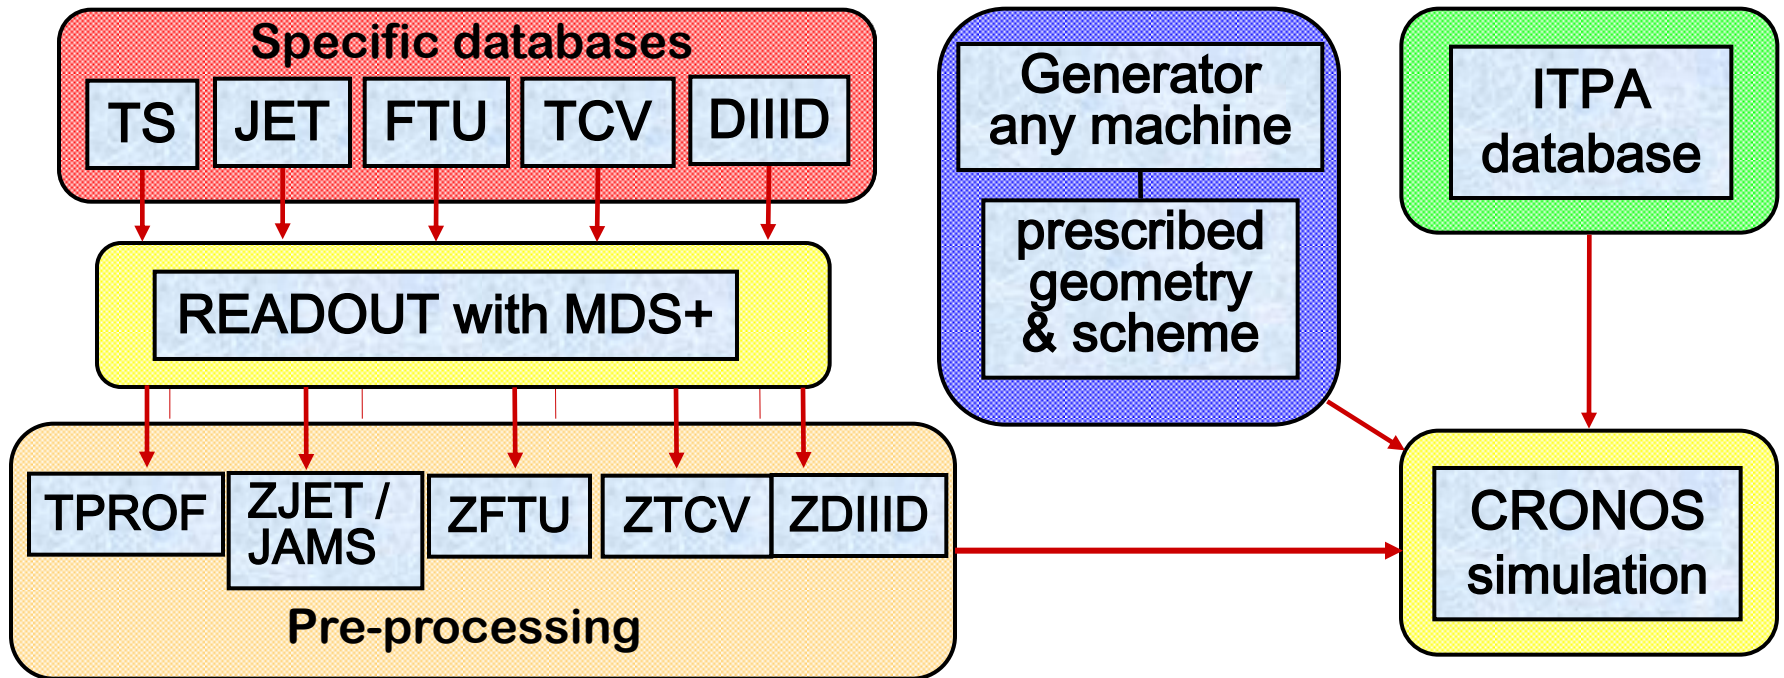 Specific databases
TS
JET
FTU
TCV
DIIID
READOUT with MDS+
TPROF
ZJET /
JAMS
ZFTU
ZTCV
ZDIIID
Pre-processing
Generator
any machine
prescribed
geometry
& scheme
ITPA
database
CRONOS
simulation